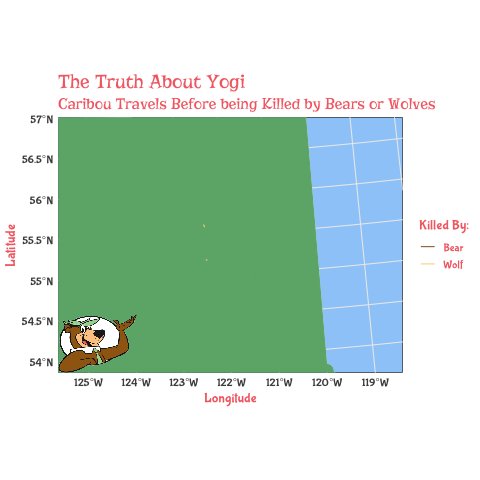 The Truth About Yogi
Caribou Travels Before being Killed by Bears or Wolves
57°N
56.5°N
56°N
55.5°N
55°N
54.5°N
54°N
Latitude
125°W 124°W 123°W 122°W 121°W 120°W 119°W
Longitude
Killed By:
Bear
Wolf